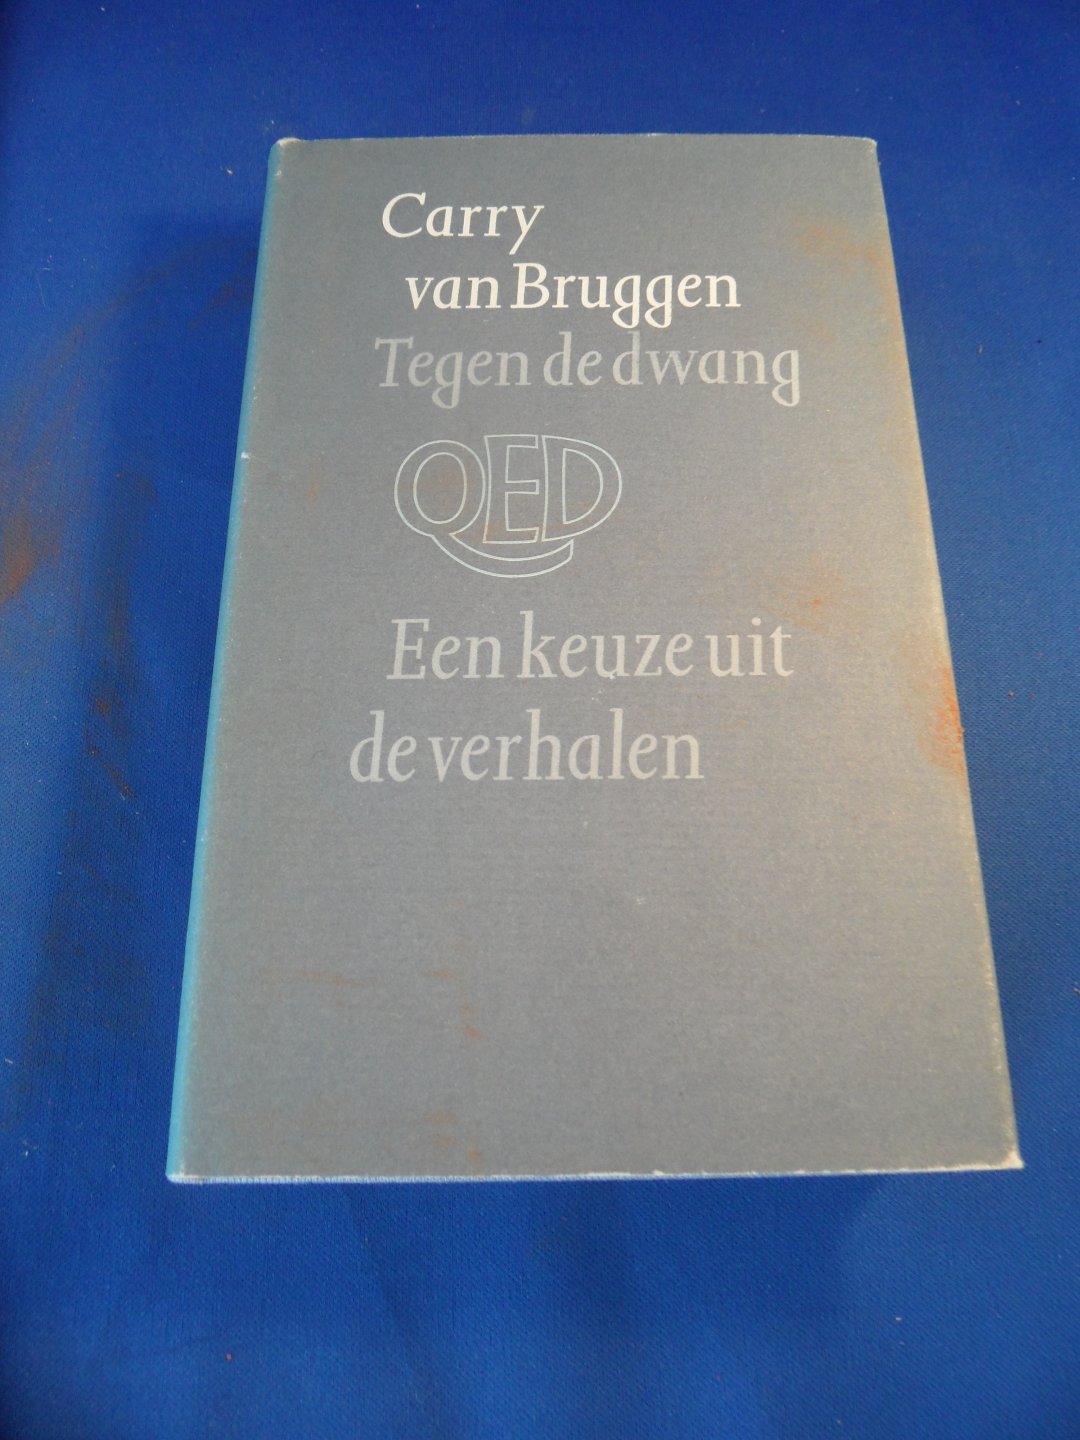 Carry
van Bruggen
Tegen de dwang
QED
Een keuze uit
de verhalen